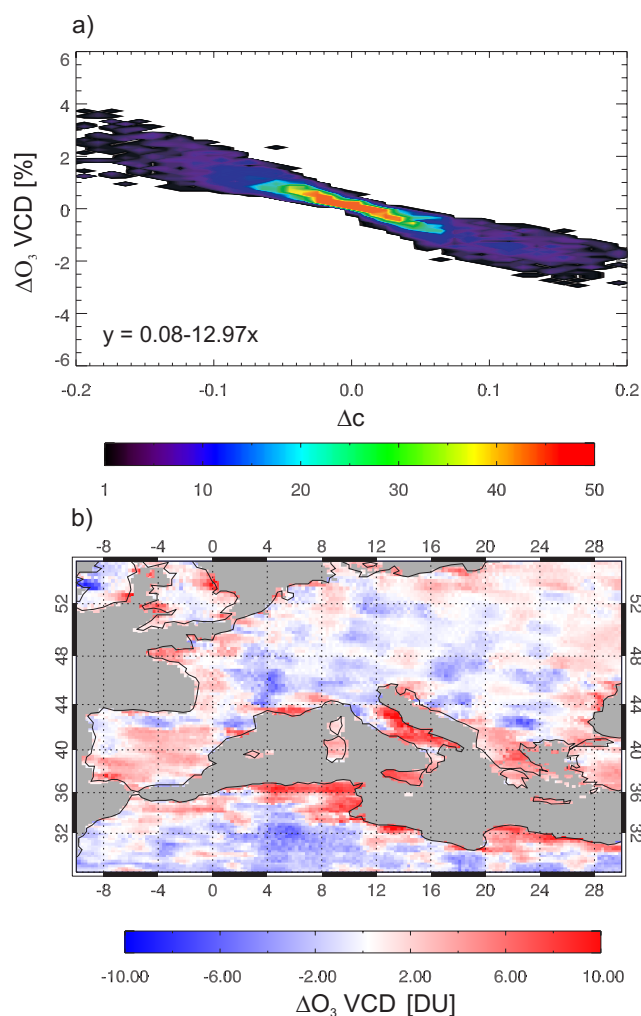 a)
6
4
2
0
-2
-4
-6
ΔO₃ VCD [%]
y = 0.08-12.97x
-0.2 -0.1 0.0 0.1 0.2
Δc
1 10 20 30 40 50
b)
-8 -4 0 4 8 12 16 20 24 28
52 52
48 48
44 44
40 40
36 36
32 32
-8 -4 0 4 8 12 16 20 24 28
-10.00 -6.00 -2.00 2.00 6.00 10.00
ΔO₃ VCD [DU]